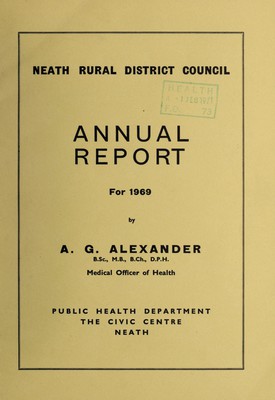 NEATH RURAL DISTRICT COUNCIL
HEALTH
ANNUAL
REPORT
For 1969
by
A. G. ALEXANDER
B.Sc., M.B., B.Ch., D.P.H.
Medical Officer of Health
PUBLIC HEALTH DEPARTMENT
THE CIVIC CENTRE
NEATH